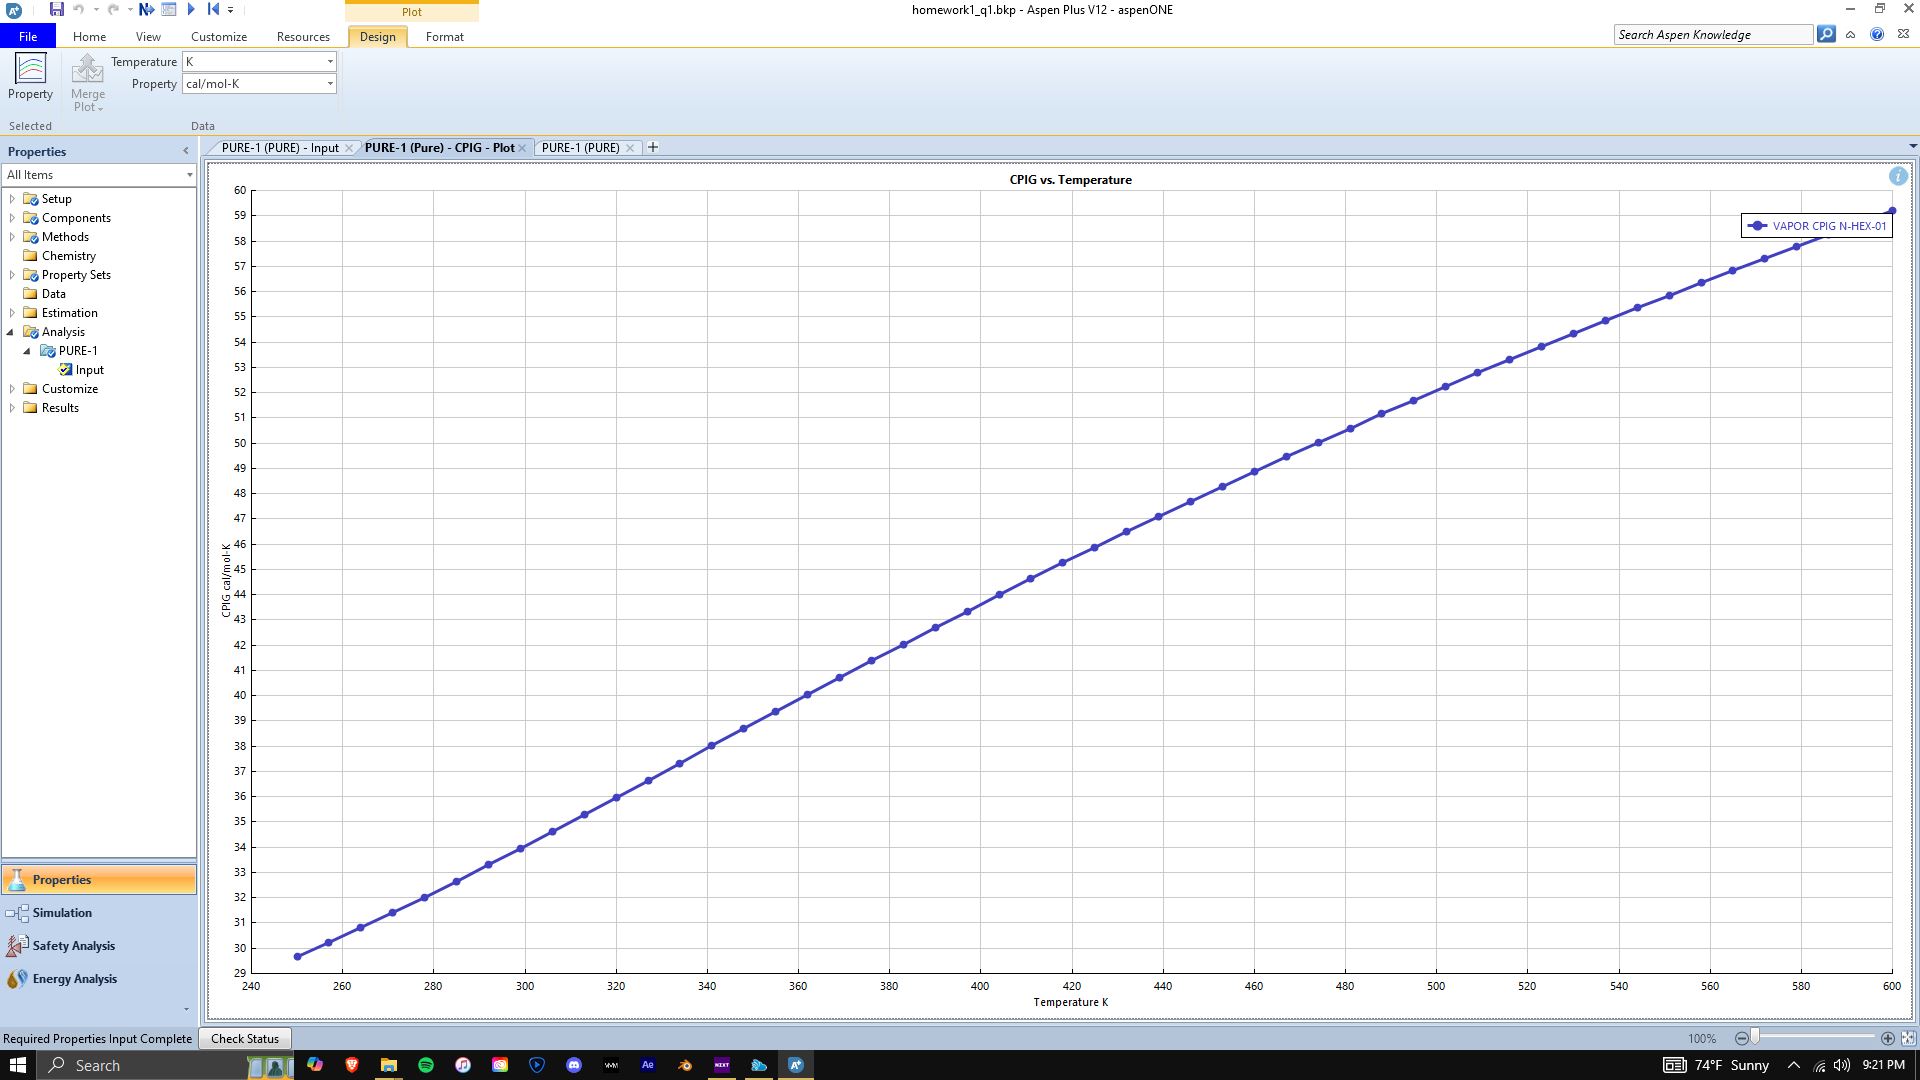 Plot
homework1_q1.bkp - Aspen Plus V12 - aspenONE
File Home View Customize Resources Design Format
Search Aspen Knowledge
Temperature K
Property cal/mol-K
Property
Merge
Plot
Selected
Data
Properties
All Items
Setup
Components
Methods
Chemistry
Property Sets
Data
Estimation
Analysis
PURE-1
Input
Customize
Results
Properties
Simulation
Safety Analysis
Energy Analysis
PURE-1 (PURE) - Input
PURE-1 (Pure) - CPIG - Plot
PURE-1 (PURE)
CPIG vs. Temperature
VAPOR CPIG N-HEX-01
60
59
58
57
56
55
54
53
52
51
50
49
48
47
46
45
44
43
42
41
40
39
38
37
36
35
34
33
32
31
30
29
CPIG cal/mol-K
240 260 280 300 320 340 360 380 400 420 440 460 480 500 520 540 560 580 600
Temperature K
Required Properties Input Complete
Check Status
100%
Search
Ae
NEXT
74°F Sunny
9:21 PM